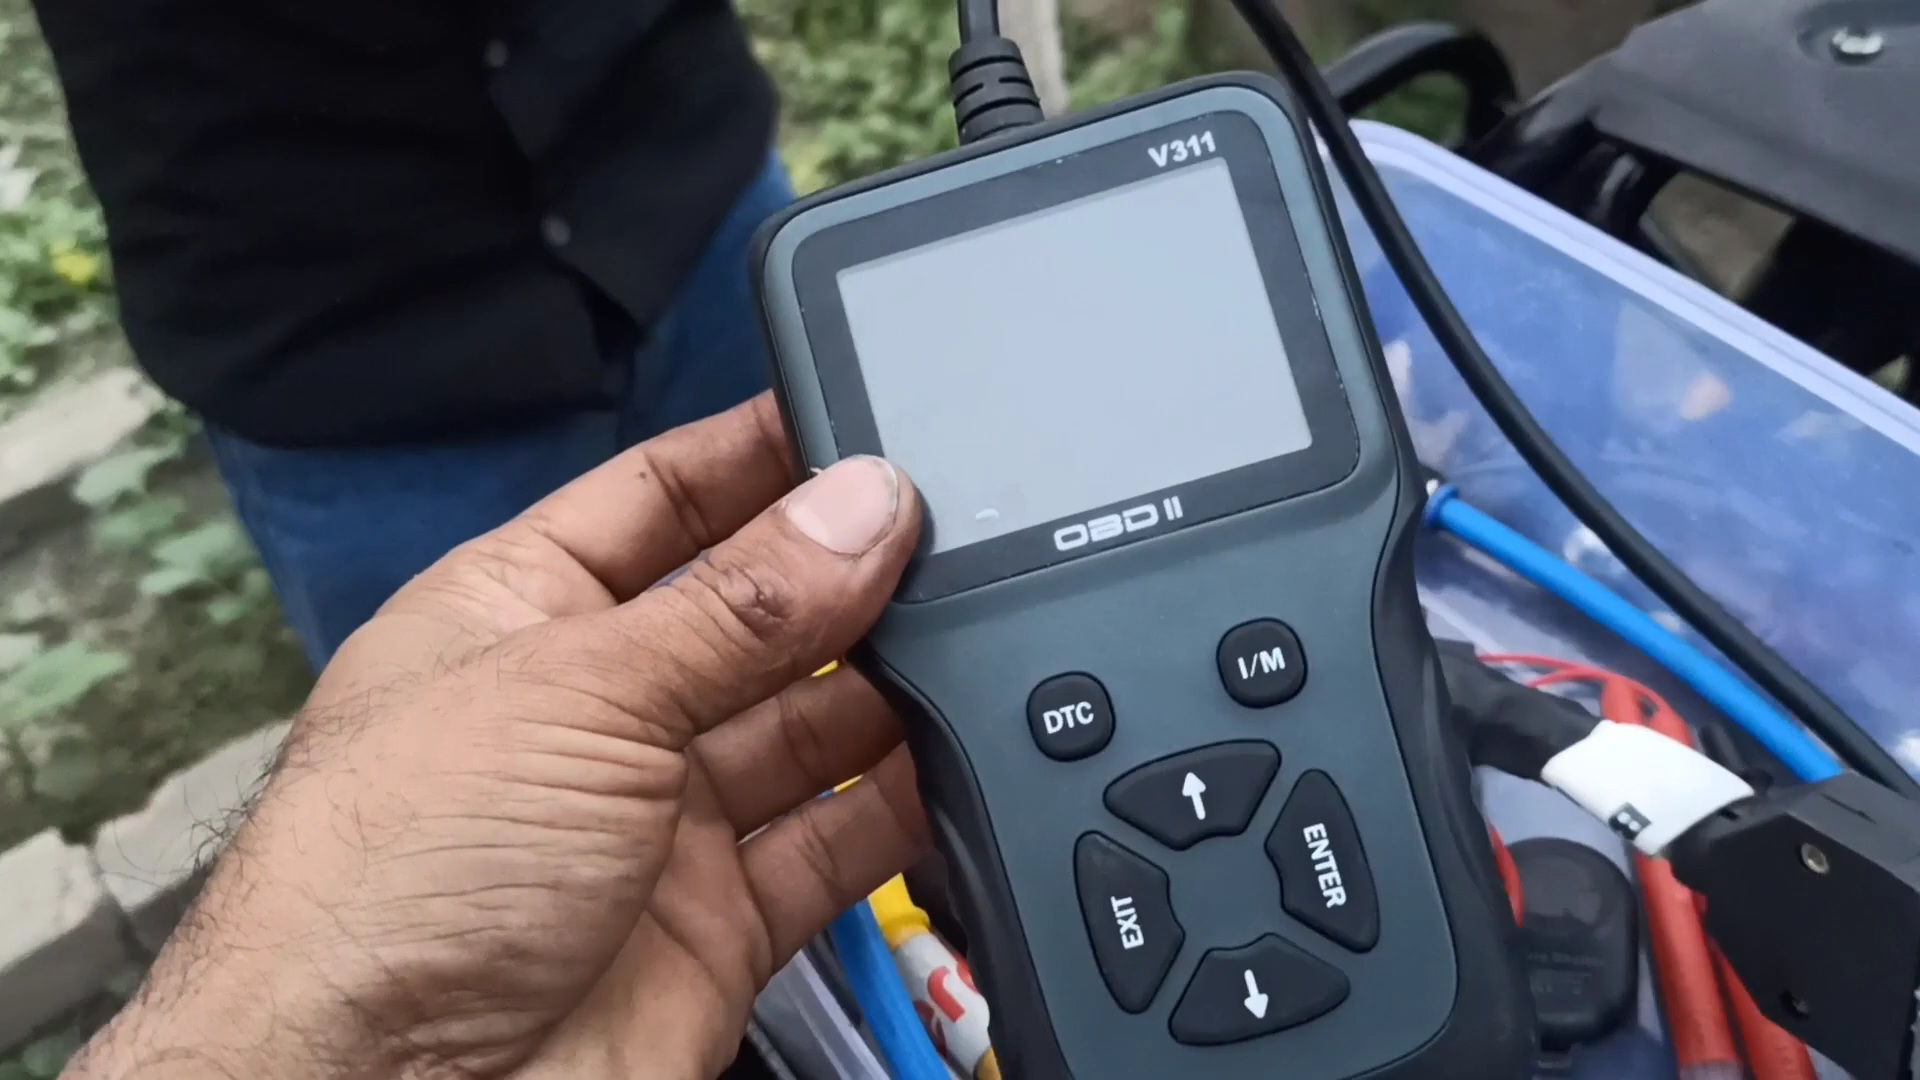 V311
OBD II
I/M
DTC
ENTER
EXIT
B